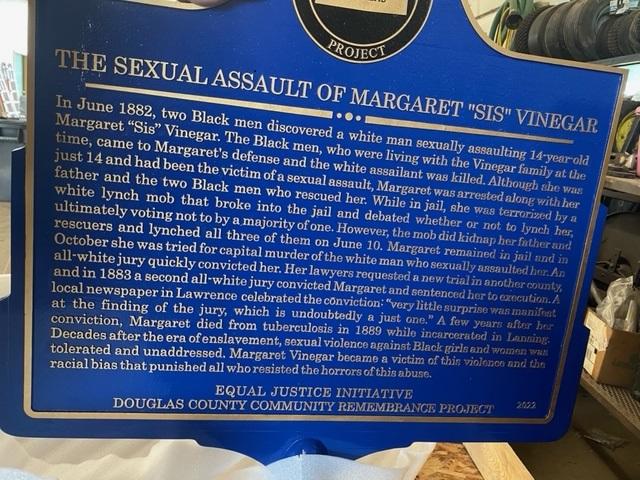 PROJECT
THE SEXUAL ASSAULT OF MARGARET "SIS" VINEGAR
In June 1882, two Black men discovered a white man sexually assaulting 14-year-old
Margaret "Sis" Vinegar. The Black men, who were living with the Vinegar family at the
time, came to Margaret's defense and the white assailant was killed. Although she was
just 14 and had been the victim of a sexual assault, Margaret was arrested along with her
father and the two Black men who rescued her. While in jail, she was terrorized by a
white lynch mob that broke into the jail and debated whether or not to lynch her,
ultimately voting not to by a majority of one. However, the mob did kidnap her father and
rescuers and lynched all three of them on June 10. Margaret remained in jail and in
October she was tried for capital murder of the white man who sexually assaulted her. An
all-white jury quickly convicted her. Her lawyers requested a new trial in another county,
and in 1883 a second all-white jury convicted Margaret and sentenced her to execution. A
local newspaper in Lawrence celebrated the conviction: "very little surprise was manifest
at the finding of the jury, which is undoubtedly a just one." A few years after her
conviction, Margaret died from tuberculosis in 1889 while incarcerated in Lansing.
Decades after the era of enslavement, sexual violence against Black girls and women was
tolerated and unaddressed. Margaret Vinegar became a victim of this violence and the
racial bias that punished all who resisted the horrors of this abuse.
EQUAL JUSTICE INITIATIVE
DOUGLAS COUNTY COMMUNITY REMEMBRANCE PROJECT 2022